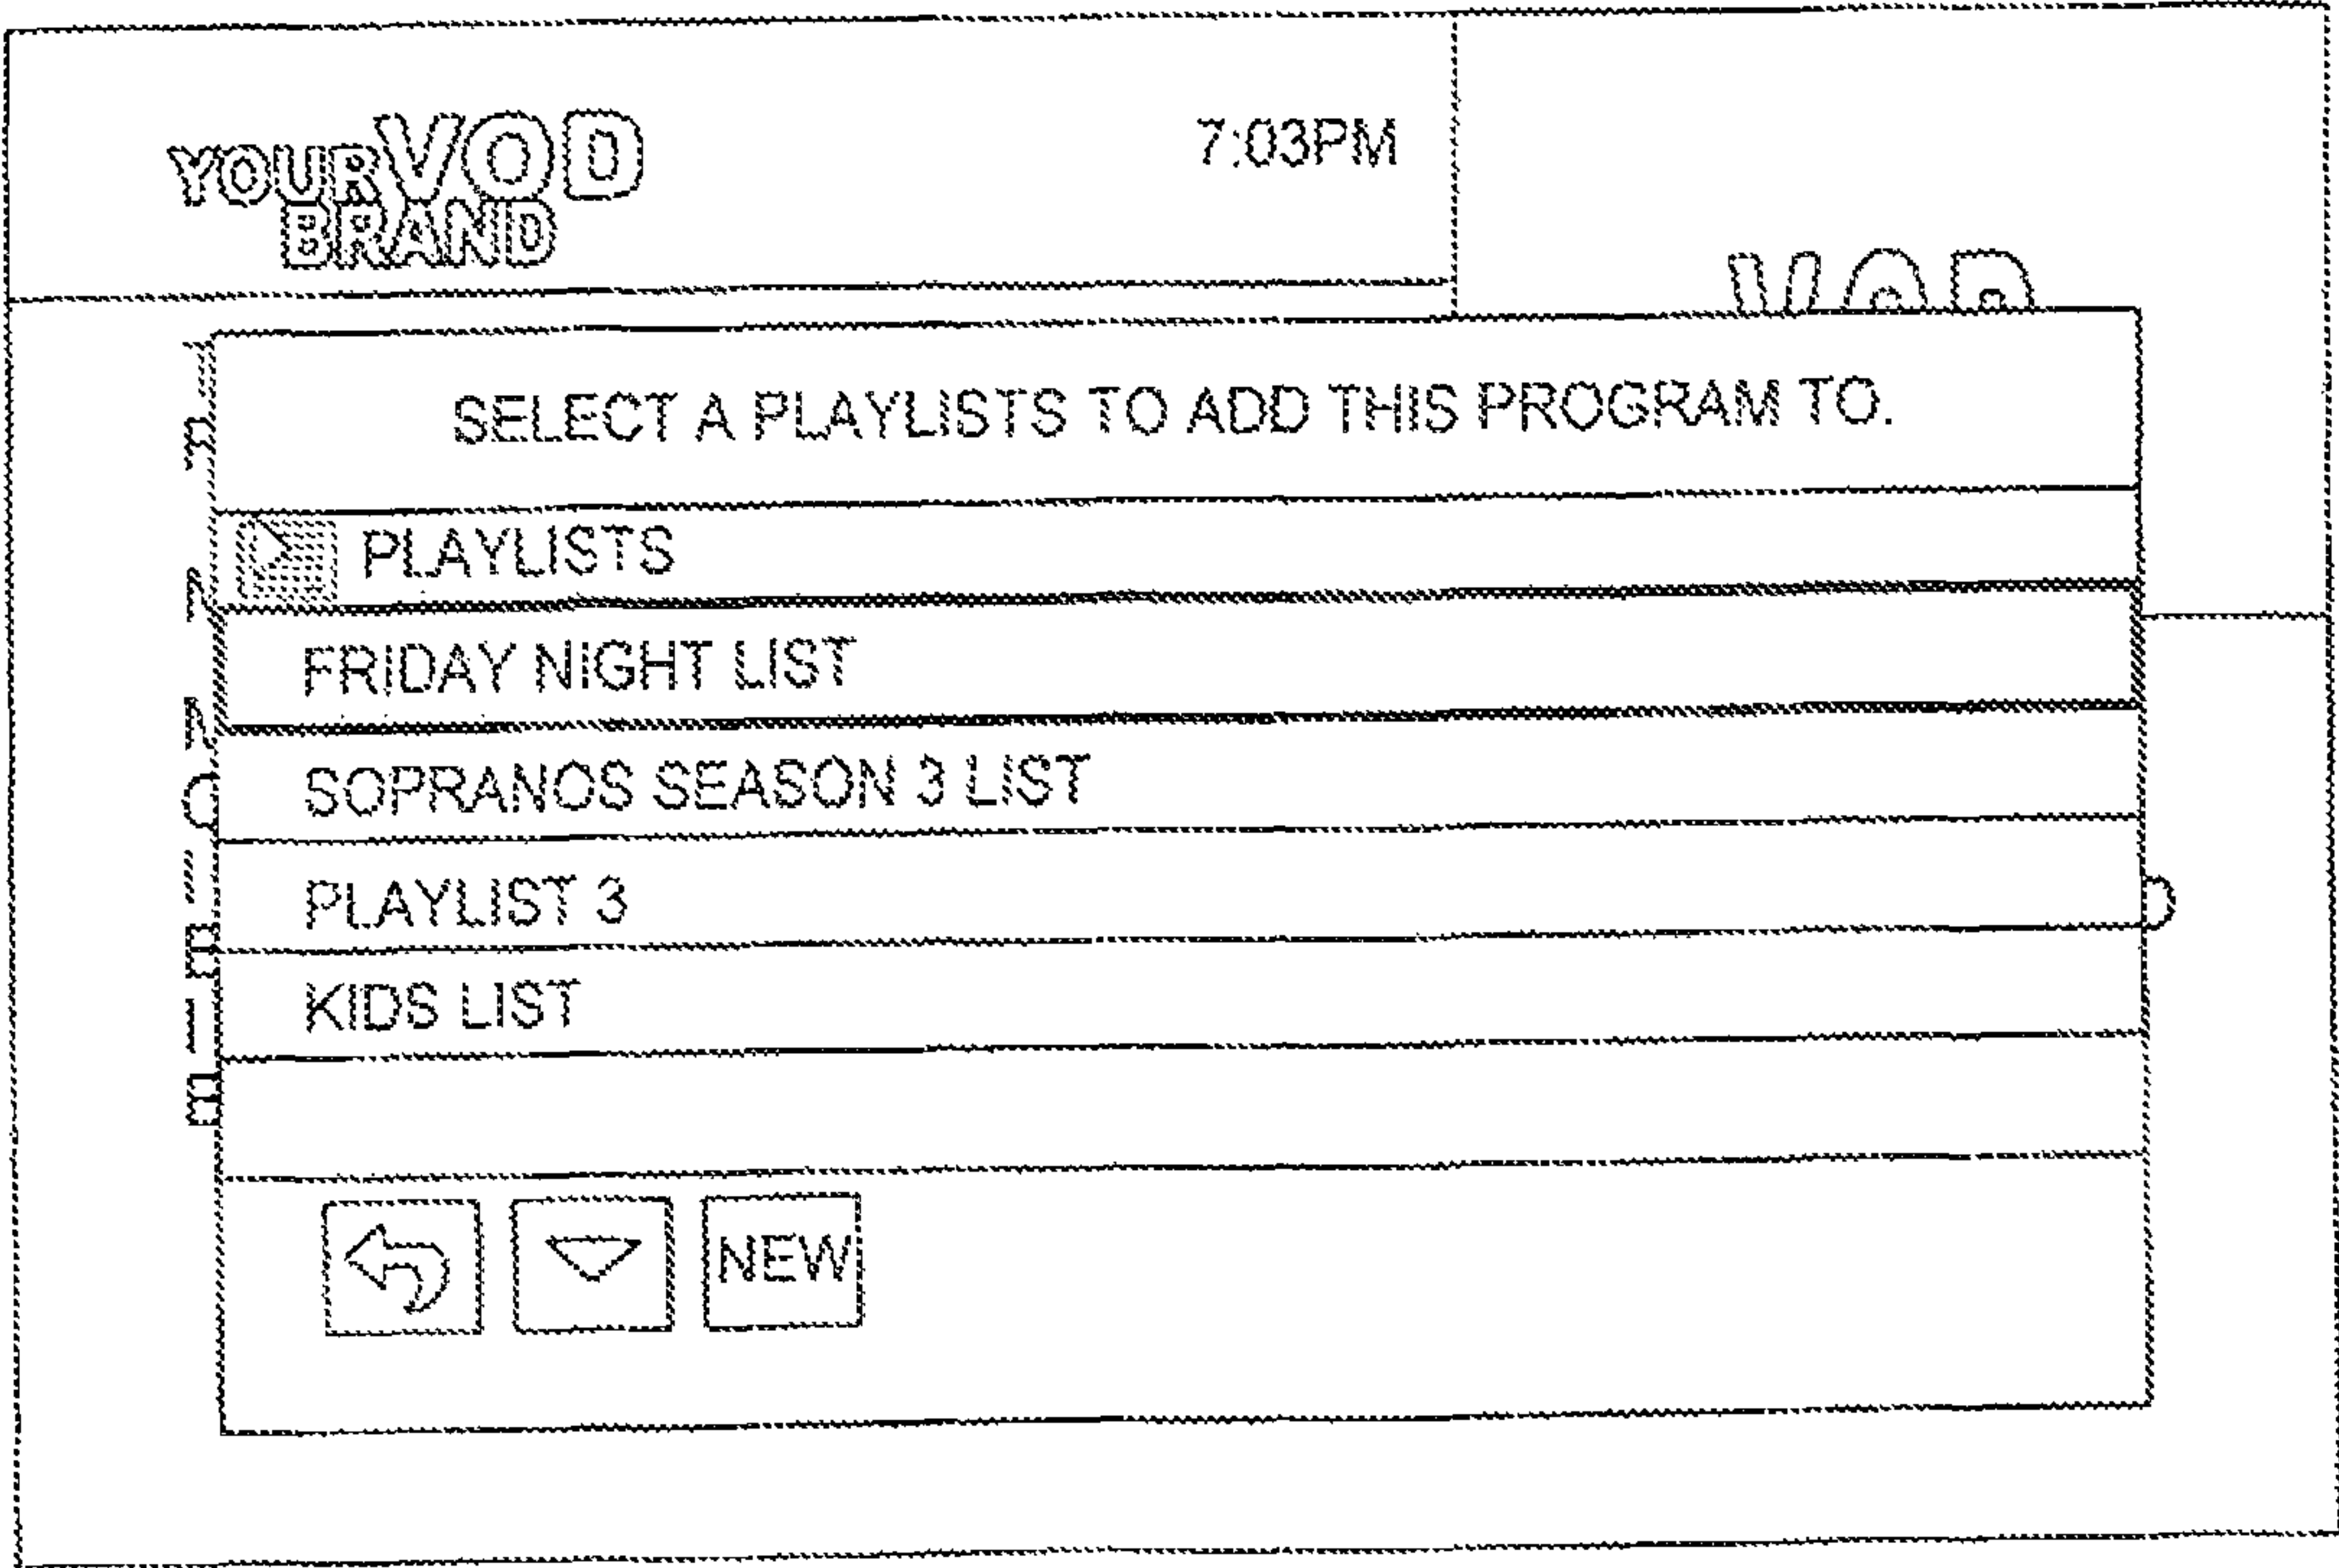 YOUR VOD
BRAND
7:03PM
SELECT A PLAYLISTS TO ADD THIS PROGRAM TO.
PLAYLISTS
FRIDAY NIGHT LIST
SOPRANOS SEASON 3 LIST
PLAYLIST 3
KIDS LIST
NEW